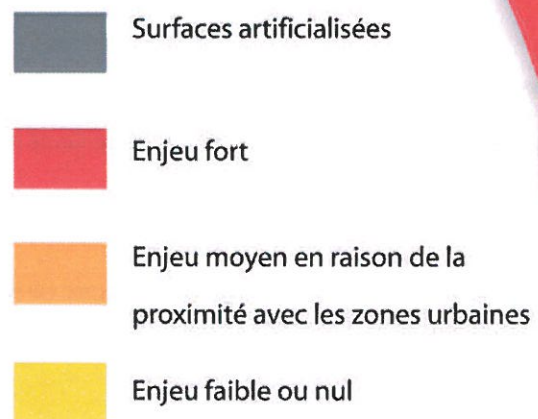 Surfaces artificialisées
Enjeu fort
Enjeu moyen en raison de la
proximité avec les zones urbaines
Enjeu faible ou nul